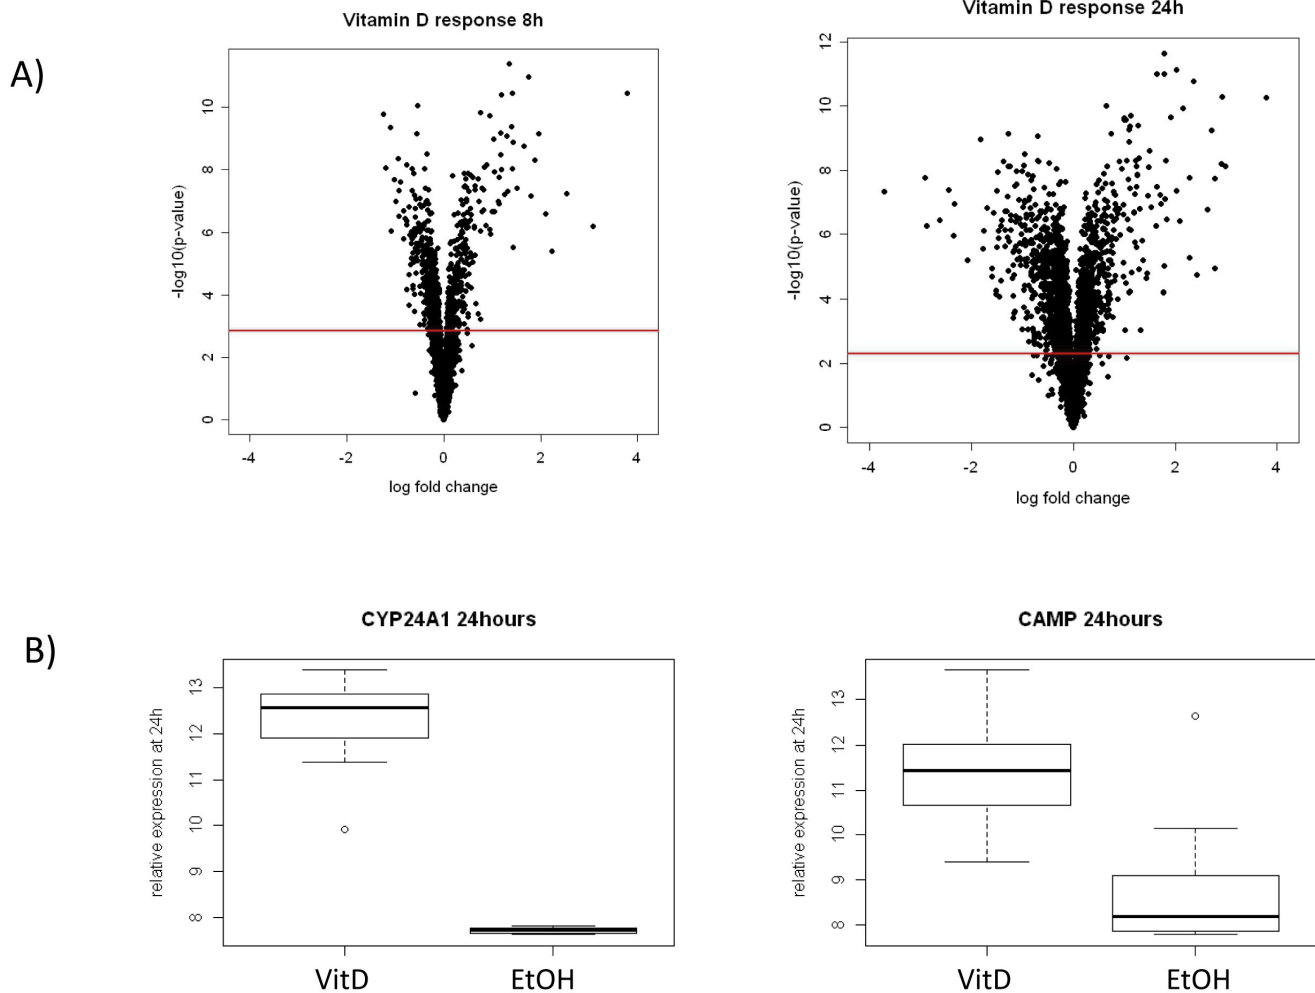 A)
Vitamin D response 8h
-log10(p-value)
10
8
6
4
2
0
-4 -2 0 2 4
log fold change
Vitamin D response 24h
-log10(p-value)
12
10
8
6
4
2
0
-4 -2 0 2 4
log fold change
B)
CYP24A1 24hours
relative expression at 24h
13
12
11
10
9
8
VitD EtOH
CAMP 24hours
relative expression at 24h
13
12
11
10
9
8
VitD EtOH